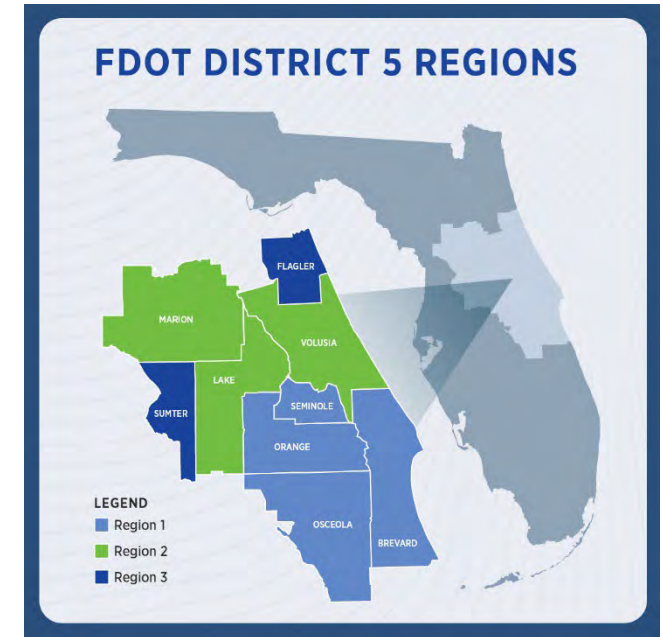 FDOT DISTRICT 5 REGIONS
FLAGLER
MARION
VOLUSIA
LAKE
SEMINOLE
SUMTER
ORANGE
OSCEOLA
BREVARD
LEGEND
Region 1
Region 2
Region 3